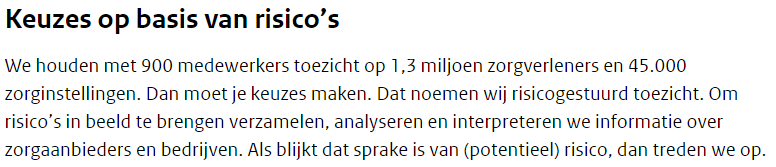 Keuzes op basis van risico’s
We houden met 900 medewerkers toezicht op 1,3 miljoen zorgverleners en 45.000
zorginstellingen. Dan moet je keuzes maken. Dat noemen wij risicogestuurd toezicht. Om
risico’s in beeld te brengen verzamelen, analyseren en interpreteren we informatie over
zorgaanbieders en bedrijven. Als blijkt dat sprake is van (potentieel) risico, dan treden we op.